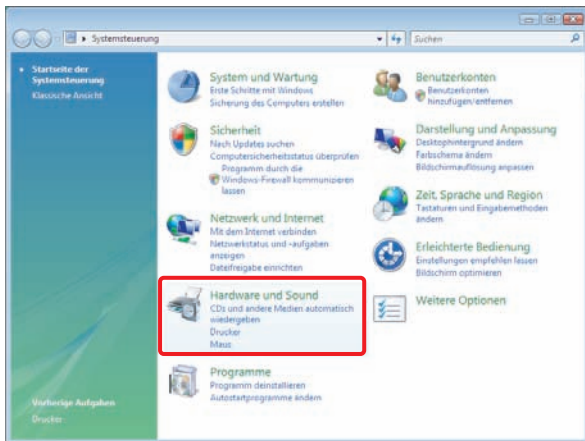 Systemsteuerung
Suchen
Startseite der
Systemsteuerung
Klassische Ansicht
System und Wartung
Erste Schritte mit Windows
Sicherung des Computers erstellen
Sicherheit
Nach Updates suchen
Computersicherheitsstatus überprüfen
Programm durch die
Windows-Firewall kommunizieren
lassen
Netzwerk und Internet
Mit dem Internet verbinden
Netzwerkstatus und -aufgaben
anzeigen
Dateifreigabe einrichten
Hardware und Sound
CDs und andere Medien automatisch
wiedergeben
Drucker
Maus
Programme
Programm deinstallieren
Autostartprogramme ändern
Benutzerkonten
Benutzerkonten
hinzufügen/entfernen
Darstellung und Anpassung
Desktophintergrund ändern
Farbschema ändern
Bildschirmauflösung anpassen
Zeit, Sprache und Region
Tastaturen und Eingabemethoden
ändern
Erleichterte Bedienung
Einstellungen empfehlen lassen
Bildschirm optimieren
Weitere Optionen
Vorherige Aufgaben
Drucker